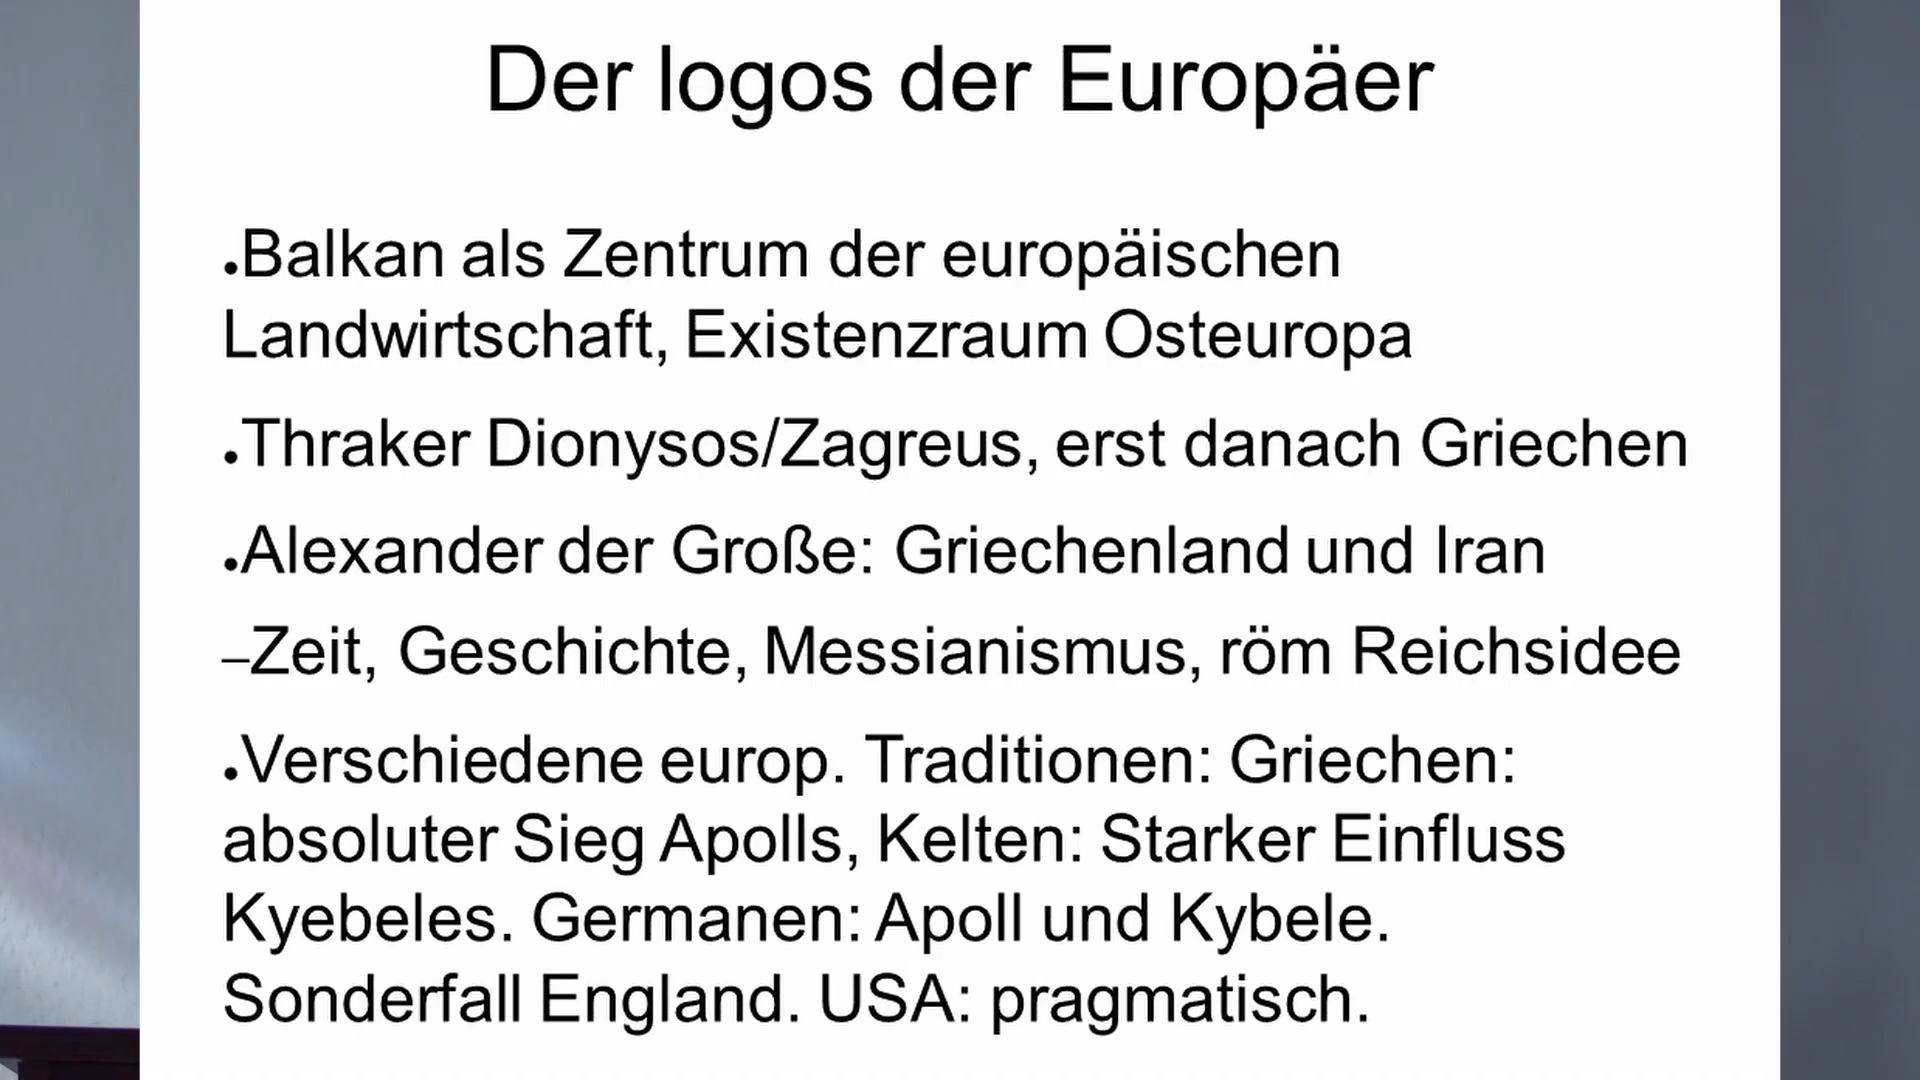 Der logos der Europäer
•Balkan als Zentrum der europäischen
Landwirtschaft, Existenzraum Osteuropa
•Thraker Dionysos/Zagreus, erst danach Griechen
•Alexander der Große: Griechenland und Iran
–Zeit, Geschichte, Messianismus, röm Reichsidee
•Verschiedene europ. Traditionen: Griechen:
absoluter Sieg Apolls, Kelten: Starker Einfluss
Kyebeles. Germanen: Apoll und Kybele.
Sonderfall England. USA: pragmatisch.